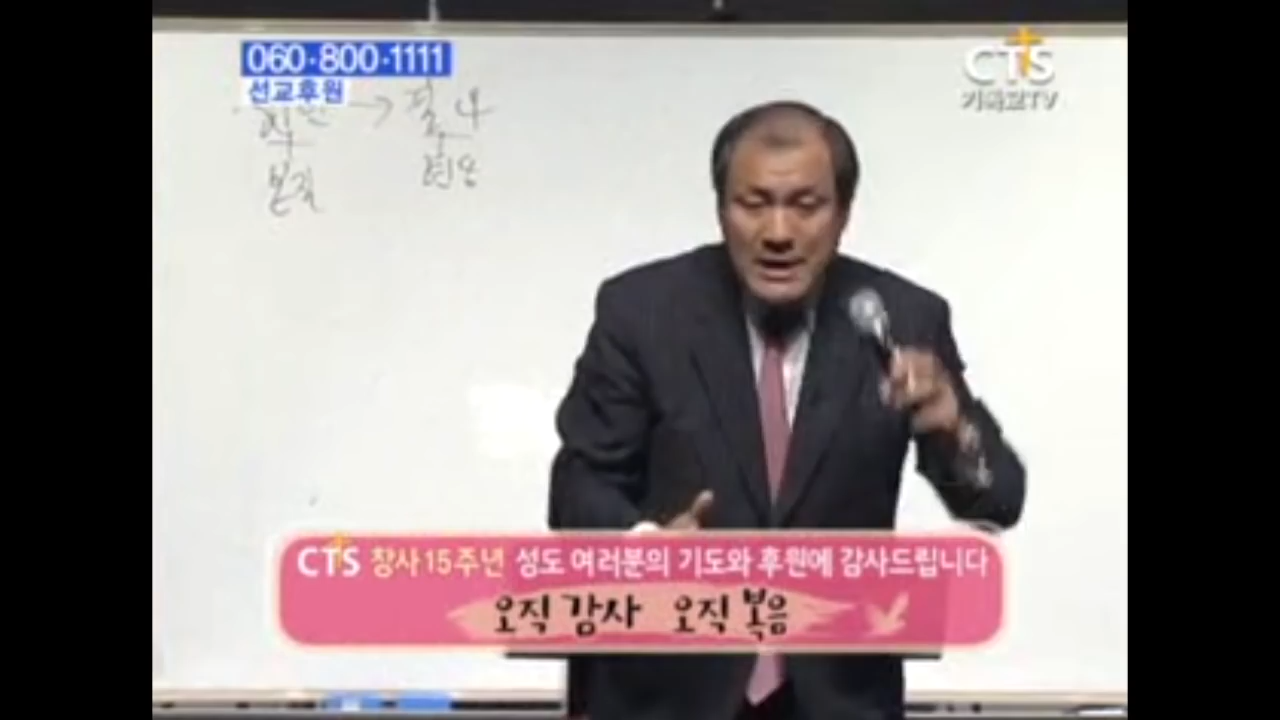 060·800·1111
선교후원
CTS
기독교TV
본질
CTS 창사15주년 성도 여러분의 기도와 후원에 감사드립니다
오직 감사 오직 복음